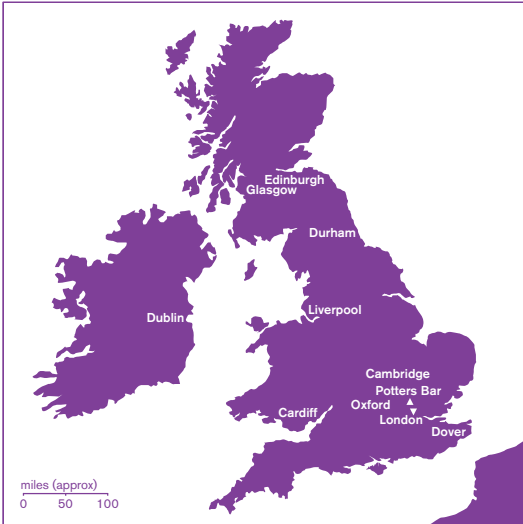 Edinburgh
Glasgow
Durham
Liverpool
Dublin
Cambridge
Potters Bar
Oxford
Cardiff
London
Dover
miles (approx)
0 50 100